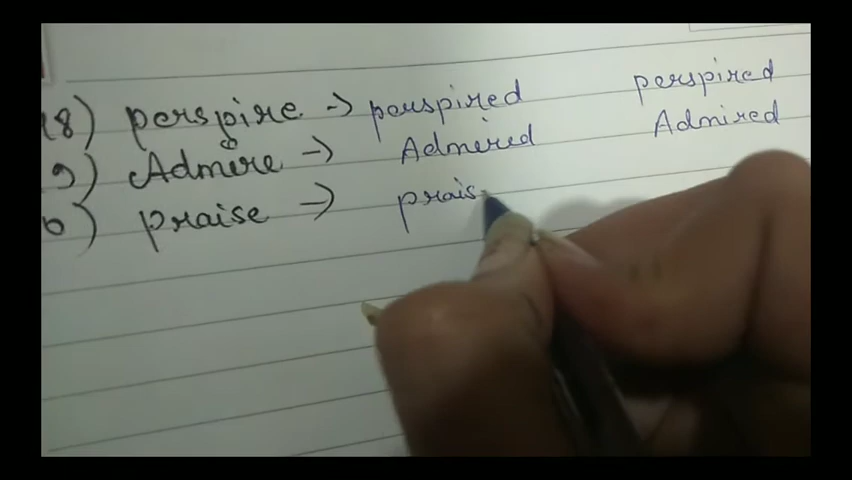 18) perspire → perspired perspired
9) Admire → Admired Admired
0) praise → prais